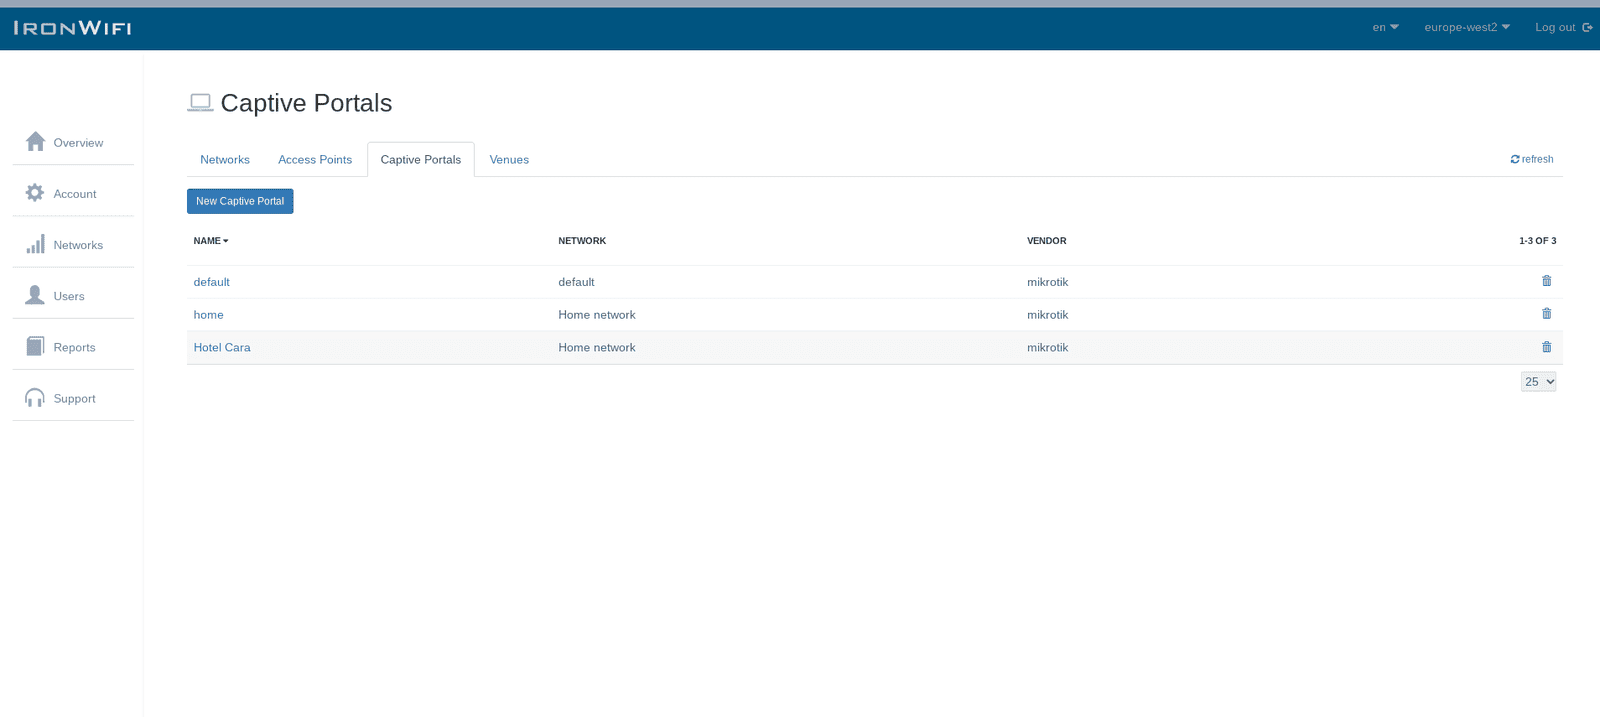 IRONWIFI
en
europe-west2
Log out
Overview
Account
Networks
Users
Reports
Support
Captive Portals
Networks
Access Points
Captive Portals
Venues
refresh
New Captive Portal
NAME NETWORK VENDOR 1-3 OF 3
default default mikrotik
home Home network mikrotik
Hotel Cara Home network mikrotik
25